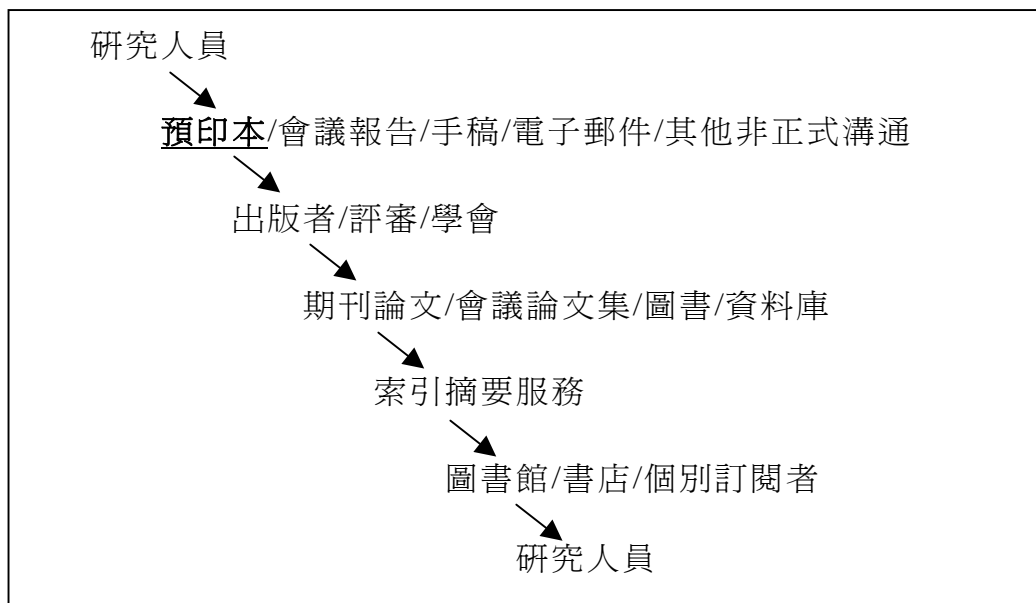 研究人員
預印本/會議報告/手稿/電子郵件/其他非正式溝通
出版者/評審/學會
期刊論文/會議論文集/圖書/資料庫
索引摘要服務
圖書館/書店/個別訂閱者
研究人員